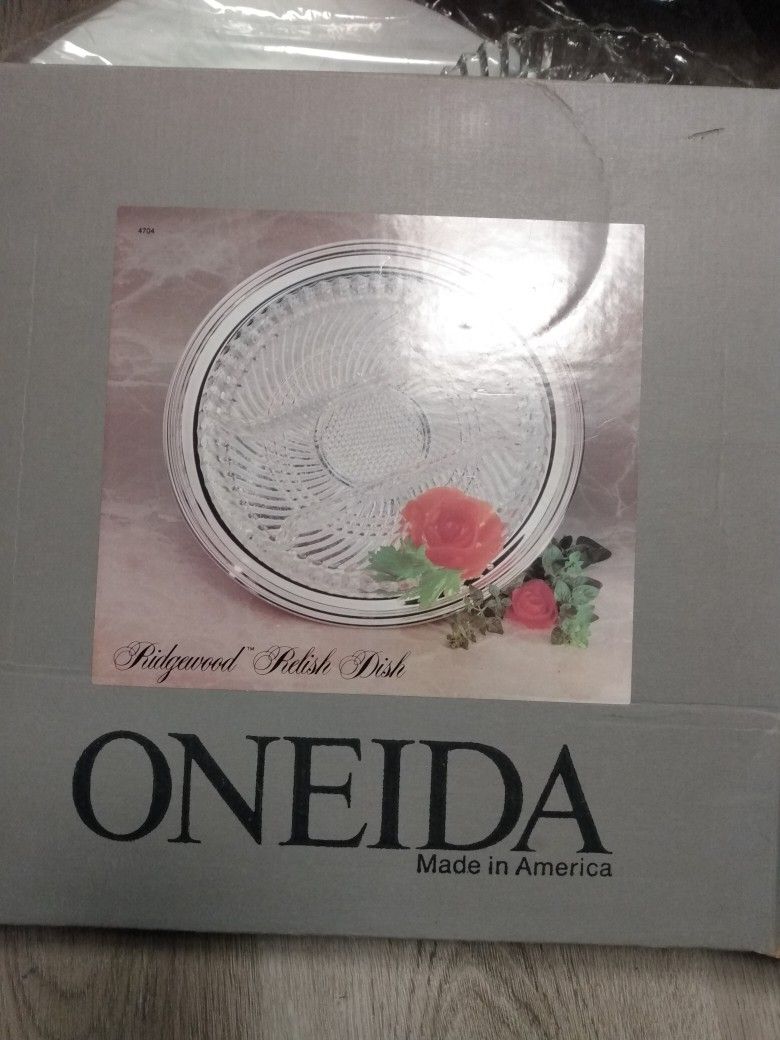 4704
Ridgewood™ Relish Dish
ONEIDA
Made in America